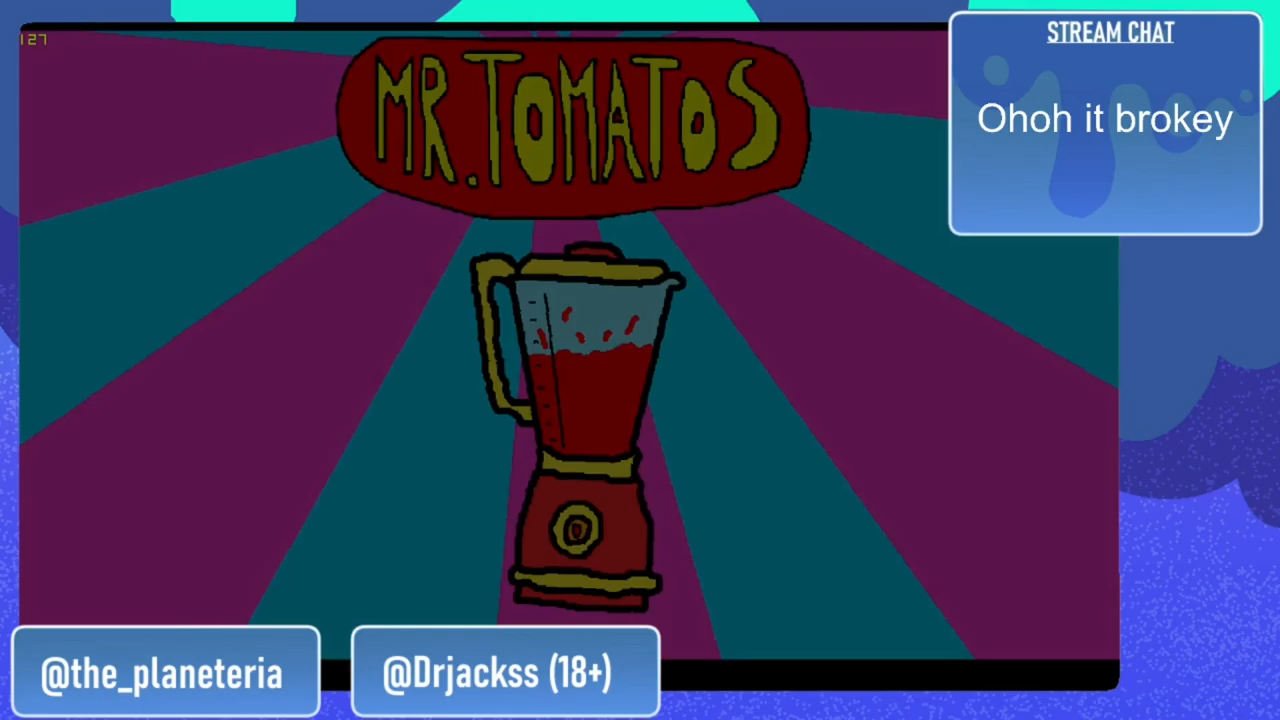 127
MR.TOMATOS
STREAM CHAT
Ohoh it brokey
@the_planeteria
@Drjackss (18+)